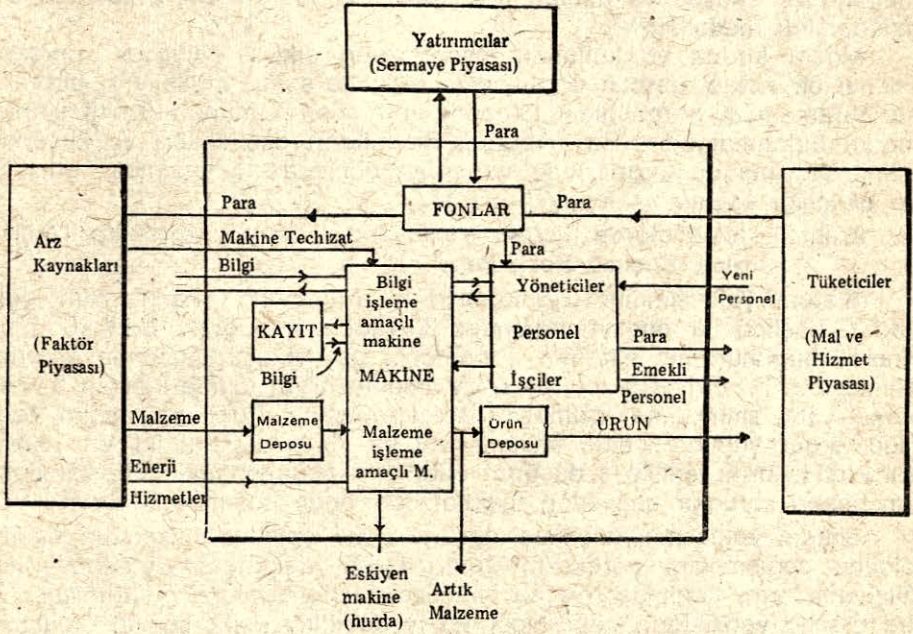 Yatırımcılar
(Sermaye Piyasası)
Para
Para
FONLAR
Para
Arz
Kaynakları
(Faktör
Piyasası)
Makine Techizat
Para
Bilgi
Bilgi
işleme
amaçlı
makine
MAKİNE
Malzeme
işleme
amaçlı M.
KAYIT
Bilgi
Yöneticiler
Personel
İşçiler
Yeni
Personel
Para
Emekli
Personel
Tüketiciler
(Mal ve
Hizmet
Piyasası)
Malzeme
Malzeme
Deposu
Ürün
Deposu
ÜRÜN
Enerji
Hizmetler
Eskiyen
makine
(hurda)
Artık
Malzeme